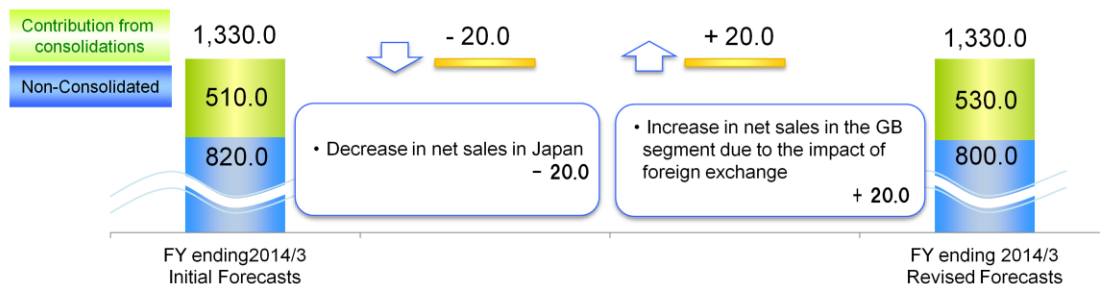 Contribution from
consolidations
Non-Consolidated
1,330.0
510.0
820.0
FY ending2014/3
Initial Forecasts
- 20.0
• Decrease in net sales in Japan
− 20.0
+ 20.0
• Increase in net sales in the GB
segment due to the impact of
foreign exchange
+ 20.0
1,330.0
530.0
800.0
FY ending 2014/3
Revised Forecasts